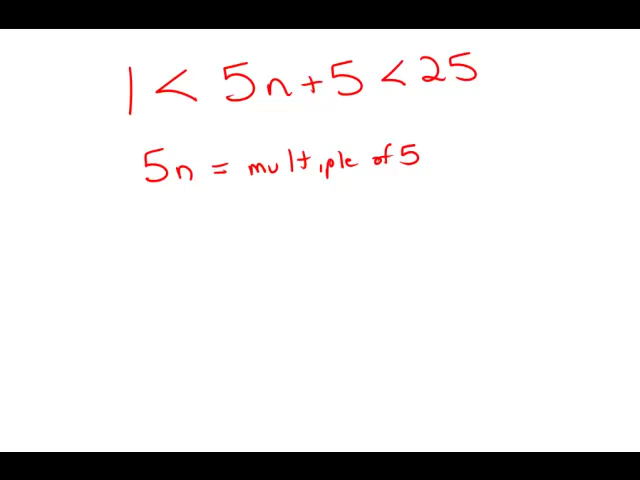 1 < 5n + 5 < 25
5n = multiple of 5